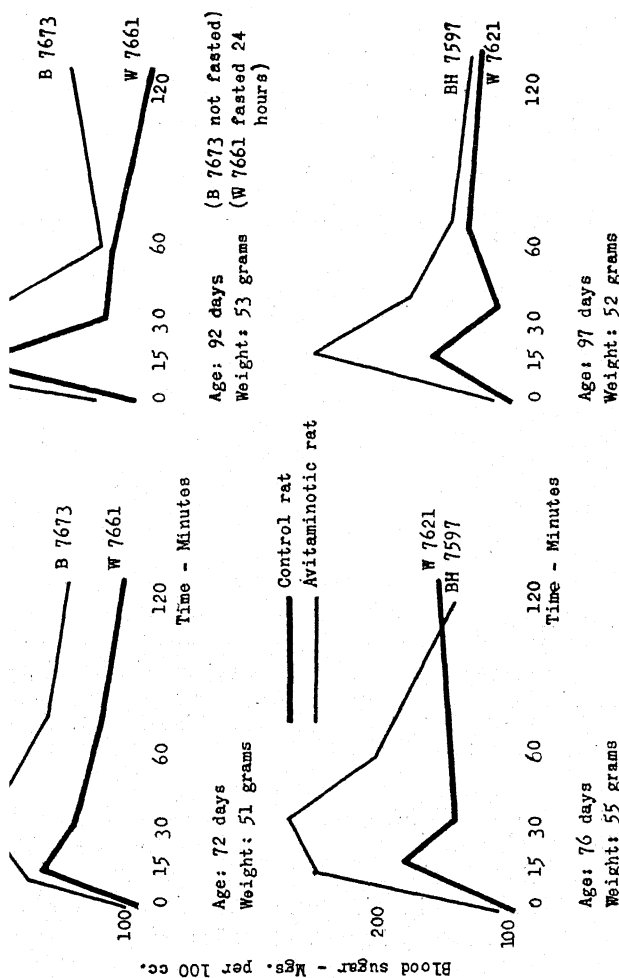 B 7673
W 7661
0 15 30 60 120
Time - Minutes
Age: 72 days
Weight: 51 grams
100
B 7673
W 7661
0 15 30 60 120
Age: 92 days (B 7673 not fasted)
Weight: 53 grams (W 7661 fasted 24
hours)
Control rat
Avitaminotic rat
Blood sugar - Mgs. per 100 cc.
200
100
W 7621
BH 7597
0 15 30 60 120
Time - Minutes
Age: 76 days
Weight: 55 grams
BH 7597
W 7621
0 15 30 60 120
Age: 97 days
Weight: 52 grams